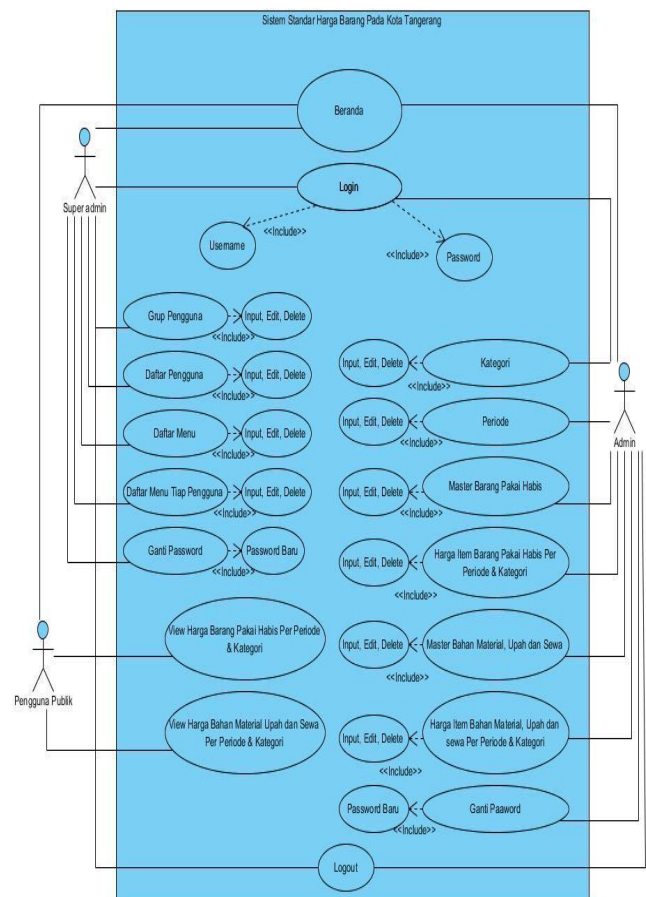 Sistem Standar Harga Barang Pada Kota Tangerang
Beranda
Super admin
Login
Username
<<Include>>
<<Include>>
Password
Grup Pengguna
Input, Edit, Delete
<<Include>>
Daftar Pengguna
Input, Edit, Delete
<<Include>>
Daftar Menu
Input, Edit, Delete
<<Include>>
Daftar Menu Tiap Pengguna
Input, Edit, Delete
<<Include>>
Ganti Password
Password Baru
<<Include>>
Input, Edit, Delete
Kategori
<<Include>>
Input, Edit, Delete
Periode
<<Include>>
Admin
Input, Edit, Delete
Master Barang Pakai Habis
<<Include>>
Input, Edit, Delete
Harga Item Barang Pakai Habis Per
Periode & Kategori
<<Include>>
View Harga Barang Pakai Habis Per Periode
& Kategori
Input, Edit, Delete
Master Bahan Material, Upah dan Sewa
<<Include>>
Pengguna Publik
View Harga Bahan Material Upah dan Sewa
Per Periode & Kategori
Input, Edit, Delete
Harga Item Bahan Material, Upah dan
sewa Per Periode & Kategori
<<Include>>
Password Baru
Ganti Paaword
<<Include>>
Logout